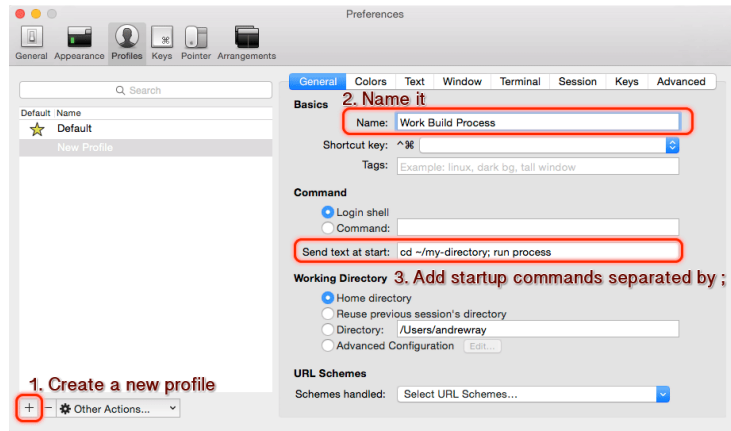 Preferences
General Appearance Profiles Keys Pointer Arrangements
Search
Default Name
Default
New Profile
1. Create a new profile
+ − Other Actions...
General Colors Text Window Terminal Session Keys Advanced
Basics
2. Name it
Name: Work Build Process
Shortcut key: ^⌘
Tags: Example: linux, dark bg, tall window
Command
Login shell
Command:
Send text at start: cd ~/my-directory; run process
Working Directory
3. Add startup commands separated by ;
Home directory
Reuse previous session's directory
Directory: /Users/andrewray
Advanced Configuration Edit...
URL Schemes
Schemes handled: Select URL Schemes...